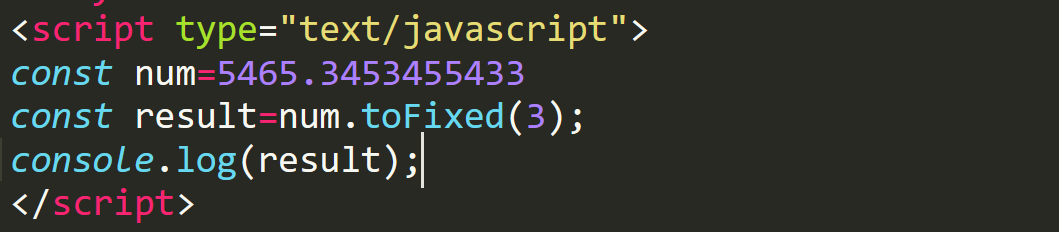 <script type="text/javascript">
const num=5465.3453455433
const result=num.toFixed(3);
console.log(result);
</script>